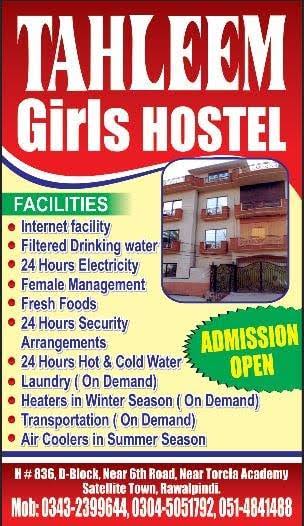 TAHLEEM
Girls HOSTEL
FACILITIES
• Internet facility
• Filtered Drinking water
• 24 Hours Electricity
• Female Management
• Fresh Foods
• 24 Hours Security
Arrangements
• 24 Hours Hot & Cold Water
• Laundry ( On Demand)
• Heaters in Winter Season ( On Demand)
• Transportation ( On Demand)
• Air Coolers in Summer Season
ADMISSION
OPEN
H # 836, D-Block, Near 6th Road, Near Torcla Academy
Satellite Town, Rawalpindi.
Mob: 0343-2399644, 0304-5051792, 051-4841488